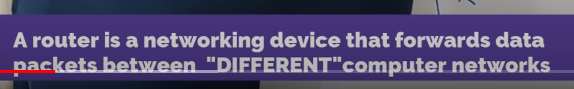 A router is a networking device that forwards data
packets between "DIFFERENT"computer networks